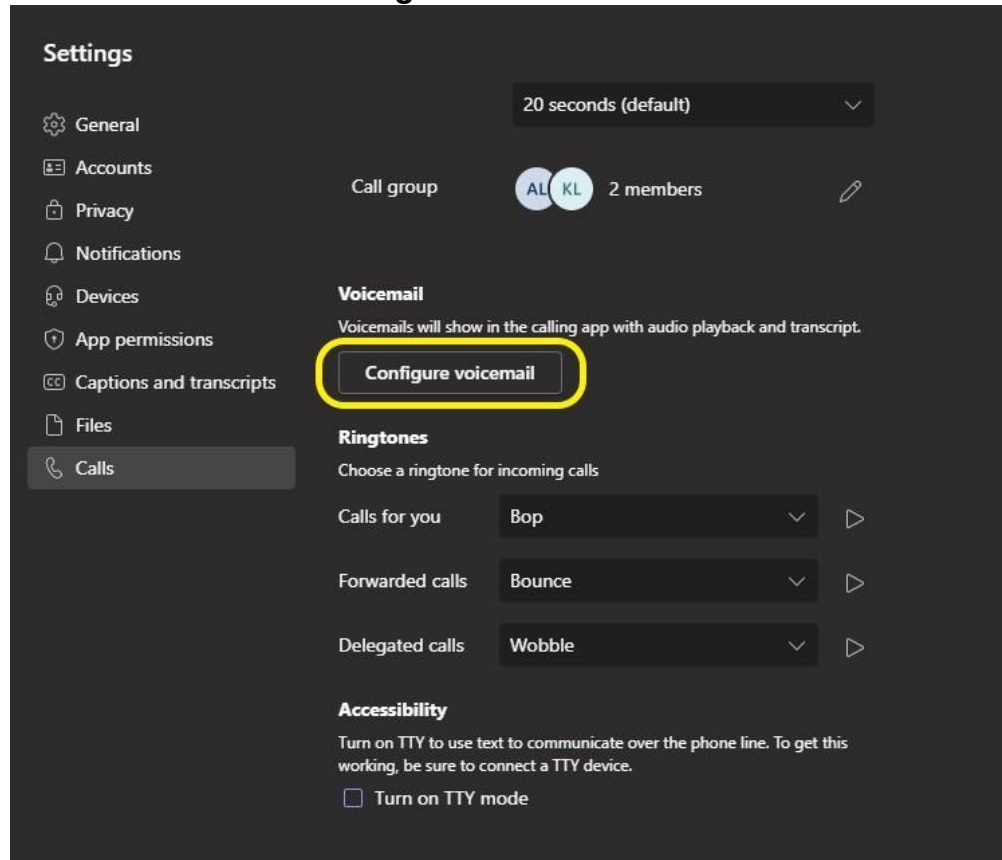 Settings
General
Accounts
Privacy
Notifications
Devices
App permissions
CC Captions and transcripts
Files
Calls
20 seconds (default)
Call group AL KL 2 members
Voicemail
Voicemails will show in the calling app with audio playback and transcript.
Configure voicemail
Ringtones
Choose a ringtone for incoming calls
Calls for you Bop
Forwarded calls Bounce
Delegated calls Wobble
Accessibility
Turn on TTY to use text to communicate over the phone line. To get this
working, be sure to connect a TTY device.
Turn on TTY mode